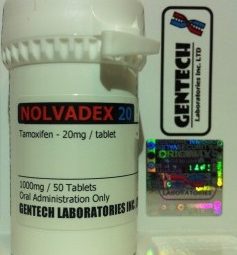 NOLVADEX 20
Tamoxifen - 20mg / tablet
1000mg / 50 Tablets
Oral Administration Only
GENTECH LABORATORIES INC.
GENTECH
Laboratories Inc. LTD